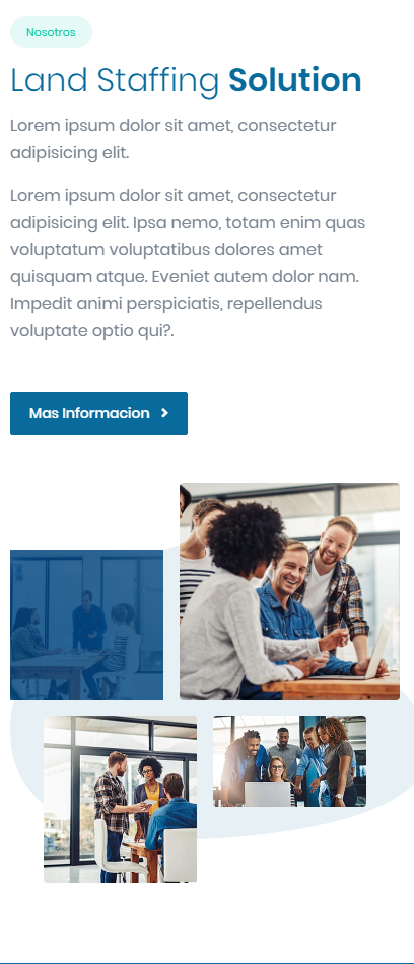 Nosotros
Land Staffing Solution
Lorem ipsum dolor sit amet, consectetur
adipisicing elit.
Lorem ipsum dolor sit amet, consectetur
adipisicing elit. Ipsa nemo, totam enim quas
voluptatum voluptatibus dolores amet
quisquam atque. Eveniet autem dolor nam.
Impedit animi perspiciatis, repellendus
voluptate optio qui?.
Mas Informacion